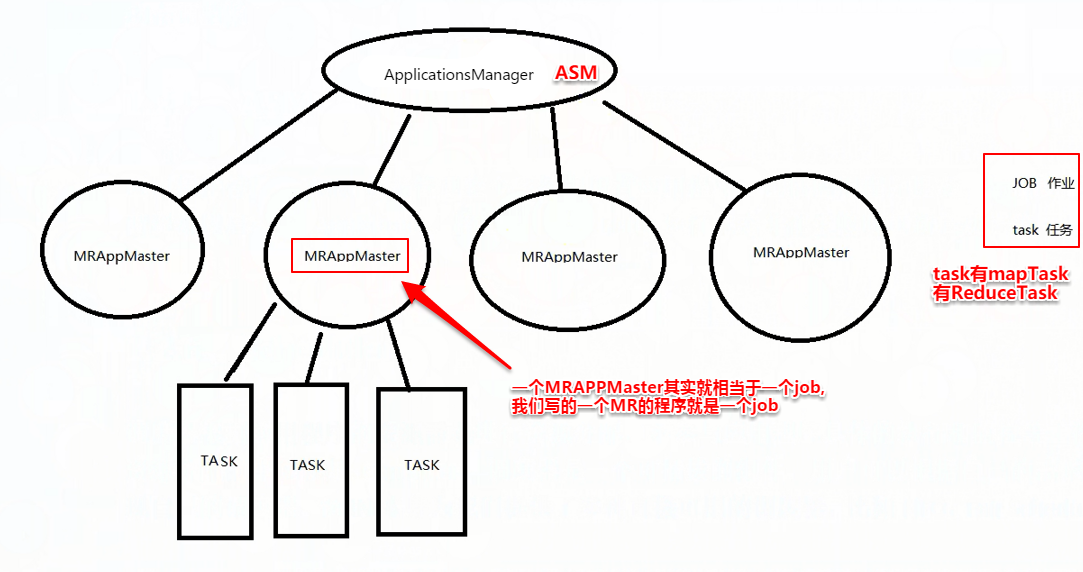 ApplicationsManager ASM
MRAppMaster
MRAppMaster
MRAppMaster
MRAppMaster
JOB 作业
task 任务
task有mapTask
有ReduceTask
一个MRAPPMaster其实就相当于一个job,
我们写的一个MR的程序就是一个job
TASK
TASK
TASK